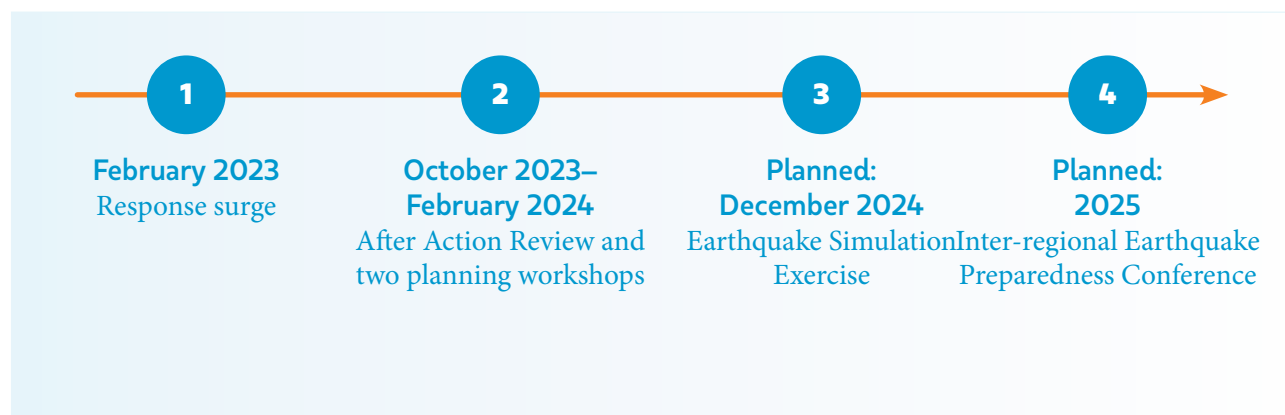 1
2
3
4
February 2023
Response surge
October 2023–
February 2024
After Action Review and
two planning workshops
Planned:
December 2024
Earthquake Simulation
Exercise
Planned:
2025
Inter-regional Earthquake
Preparedness Conference